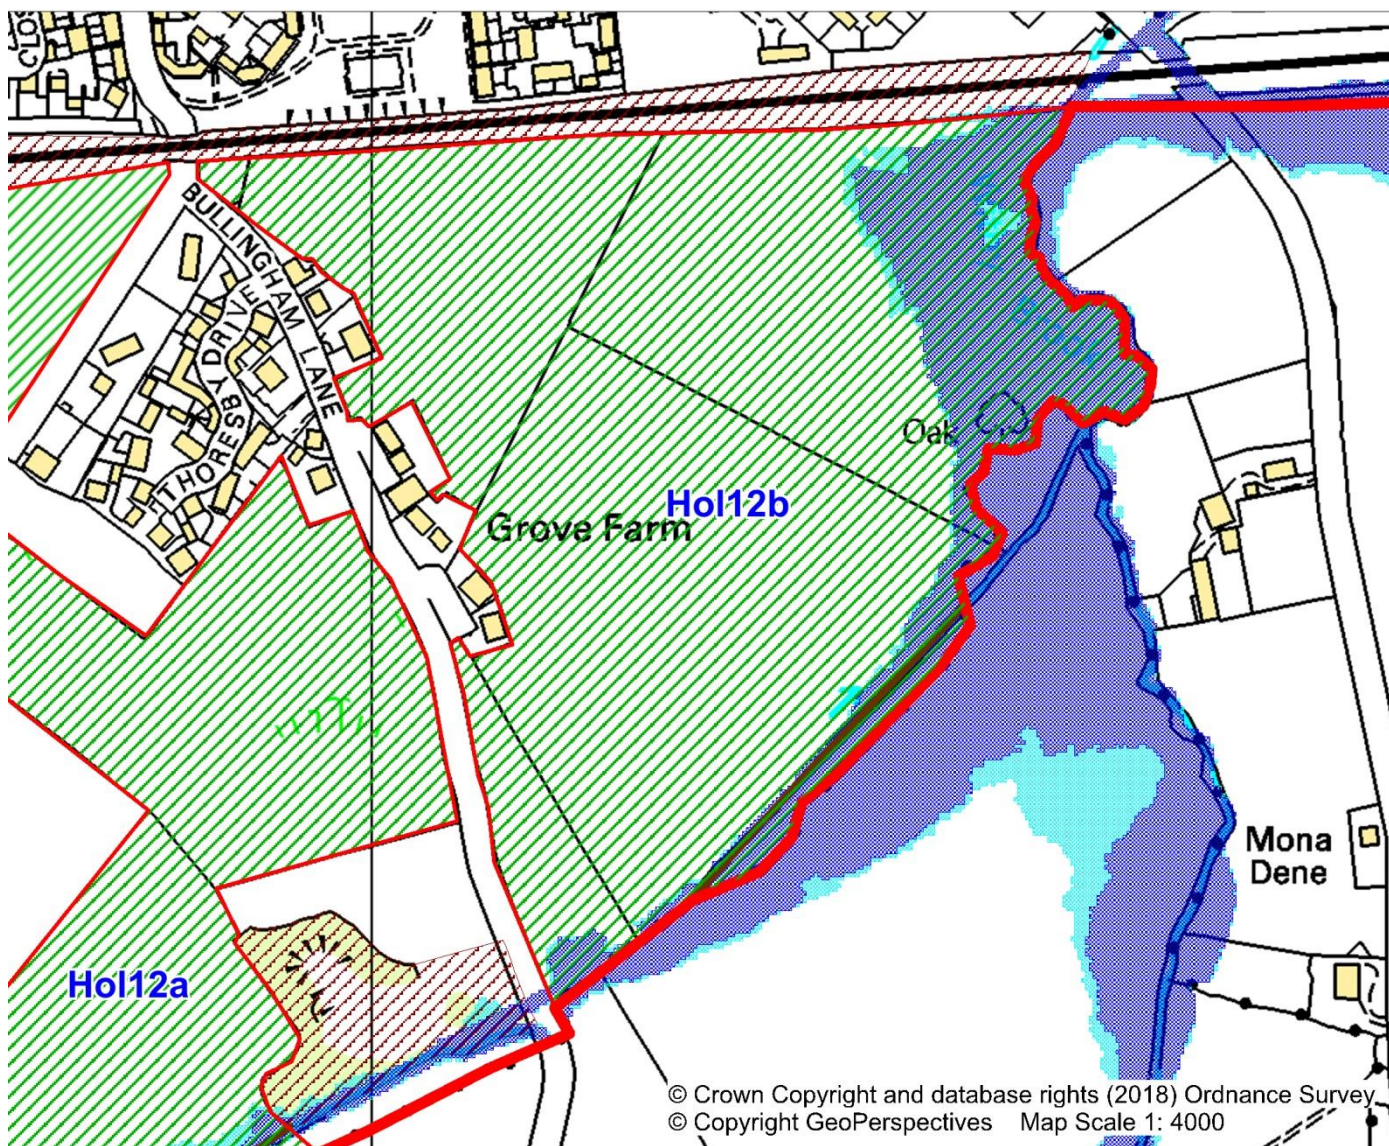 CLOS
BULLINGHAM LANE
THORESBY DRIVE
Oak
Hol12b
Grove Farm
Mona
Dene
Hol12a
© Crown Copyright and database rights (2018) Ordnance Survey
© Copyright GeoPerspectives Map Scale 1: 4000